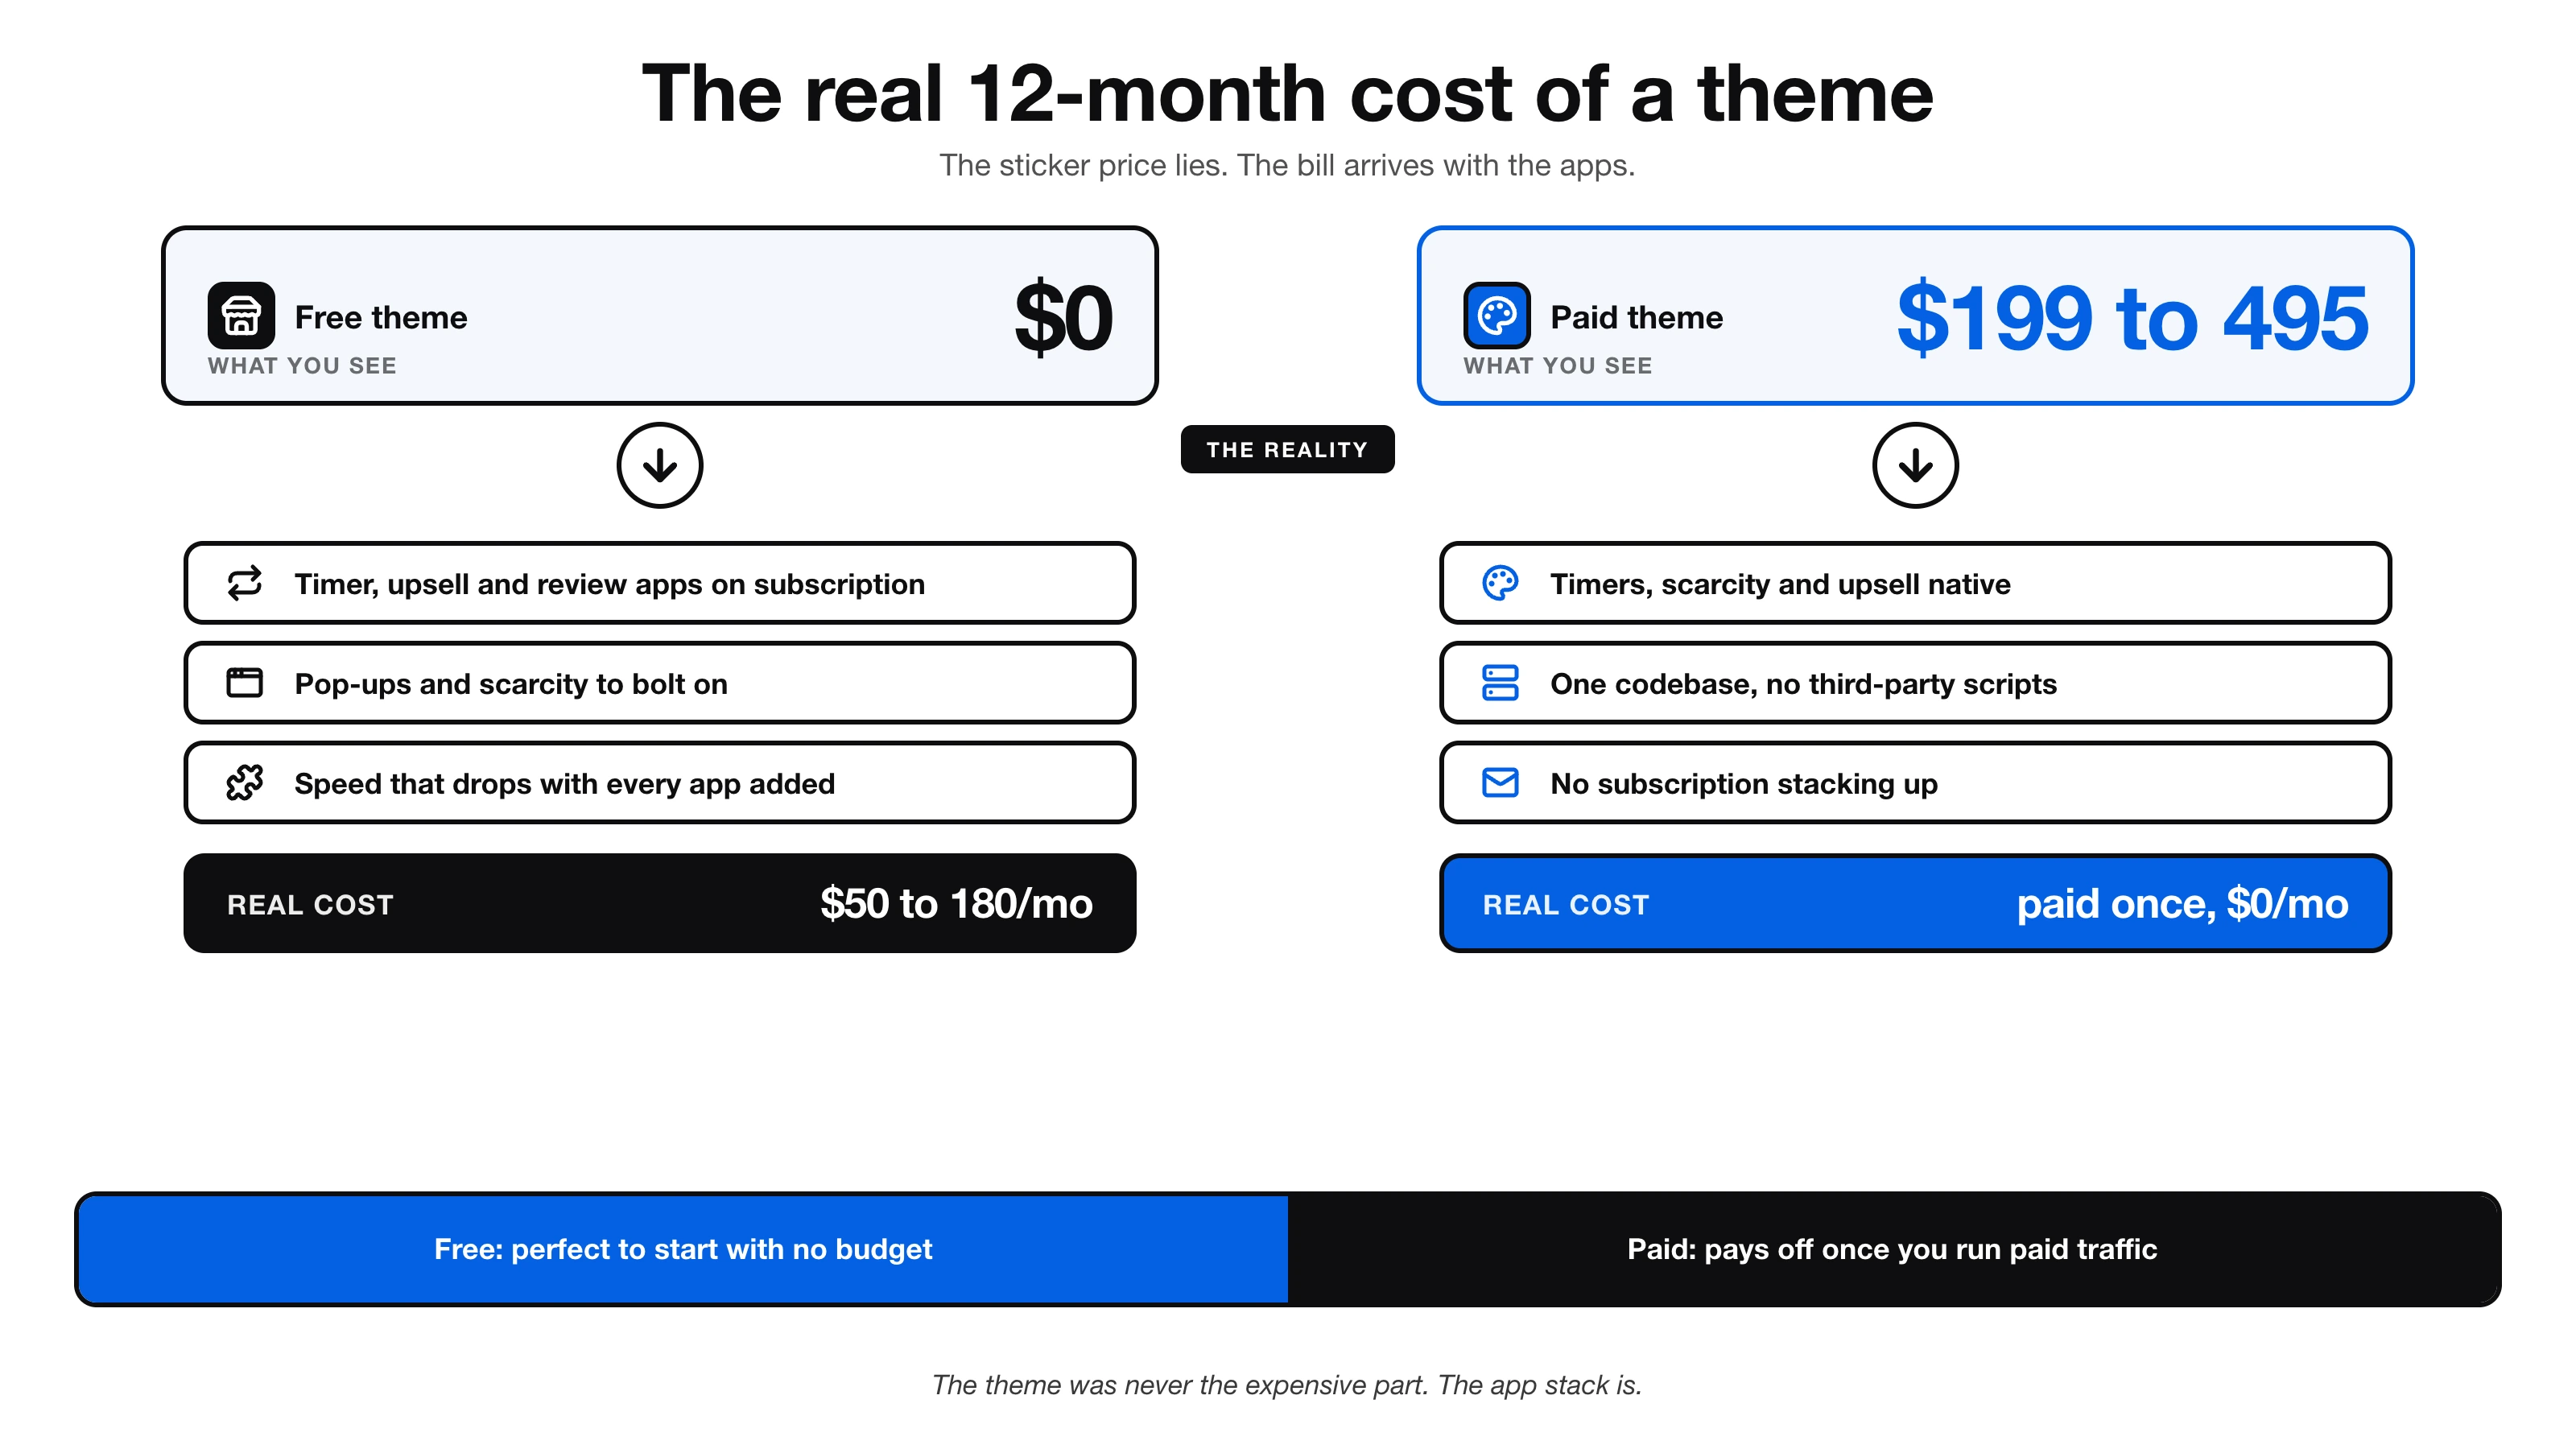 The real 12-month cost of a theme
The sticker price lies. The bill arrives with the apps.
Free theme
WHAT YOU SEE
$0
Paid theme
WHAT YOU SEE
$199 to 495
THE REALITY
Timer, upsell and review apps on subscription
Pop-ups and scarcity to bolt on
Speed that drops with every app added
REAL COST
$50 to 180/mo
Timers, scarcity and upsell native
One codebase, no third-party scripts
No subscription stacking up
REAL COST
paid once, $0/mo
Free: perfect to start with no budget
Paid: pays off once you run paid traffic
The theme was never the expensive part. The app stack is.